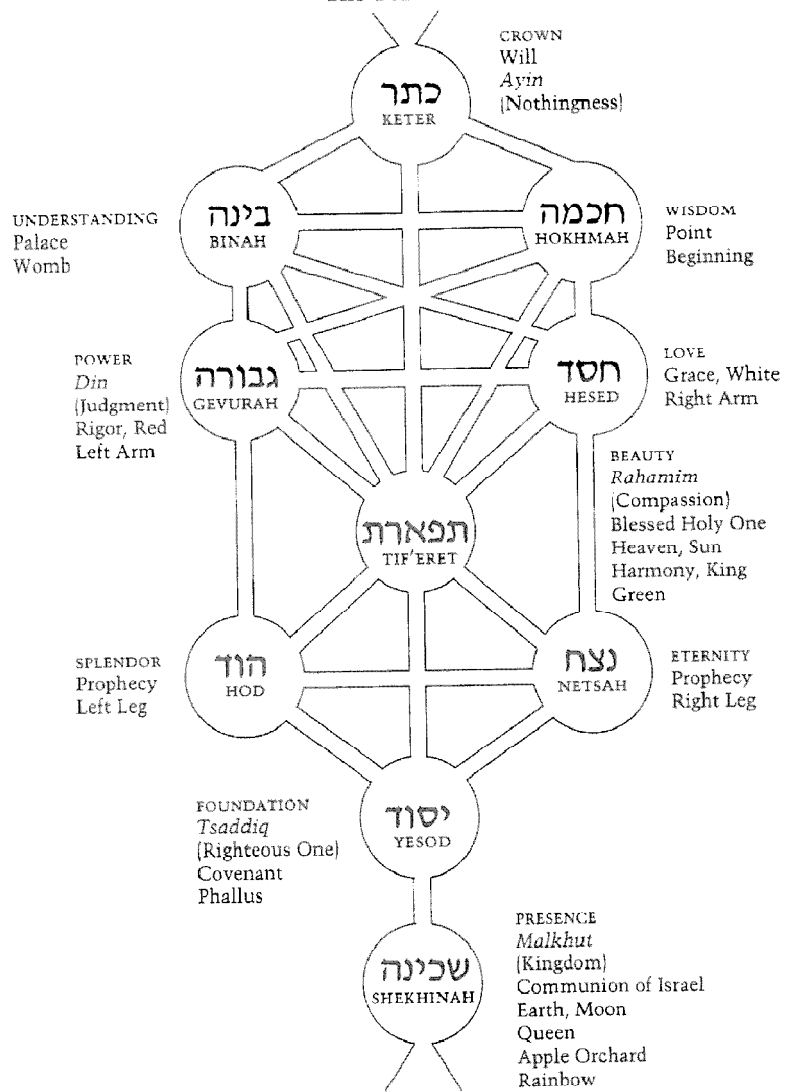 CROWN
Will
Ayin
(Nothingness)
כתר
KETER
UNDERSTANDING
Palace
Womb
בינה
BINAH
חכמה
HOKHMAH
WISDOM
Point
Beginning
POWER
Din
(Judgment)
Rigor, Red
Left Arm
גבורה
GEVURAH
חסד
HESED
LOVE
Grace, White
Right Arm
BEAUTY
Rahamim
(Compassion)
Blessed Holy One
Heaven, Sun
Harmony, King
Green
תפארת
TIF'ERET
SPLENDOR
Prophecy
Left Leg
הוד
HOD
נצח
NETSAH
ETERNITY
Prophecy
Right Leg
FOUNDATION
Tsaddiq
(Righteous One)
Covenant
Phallus
יסוד
YESOD
PRESENCE
Malkhut
(Kingdom)
Communion of Israel
Earth, Moon
Queen
Apple Orchard
Rainbow
שכינה
SHEKHINAH